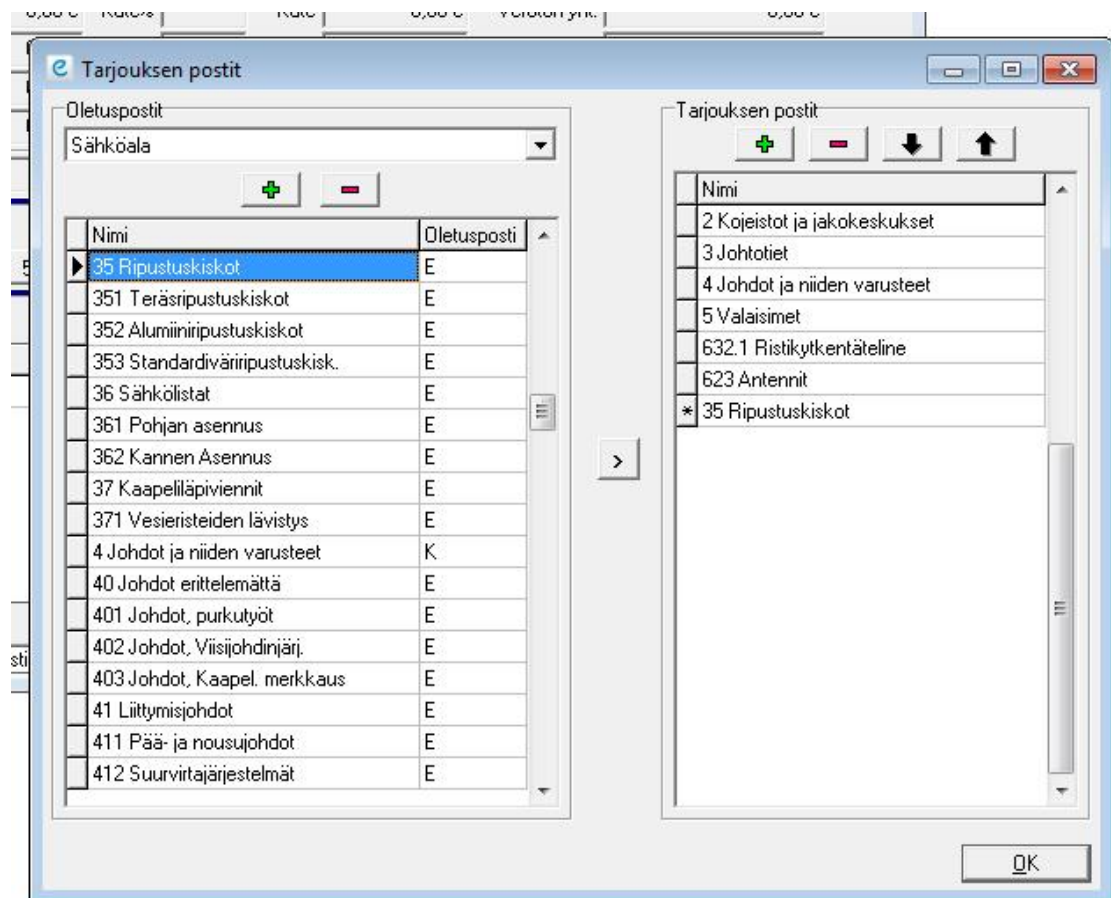 Tarjouksen postit
Oletuspostit
Sähköala
Nimi Oletusposti
35 Ripustuskiskot E
351 Teräsripustuskiskot E
352 Alumiiniripustuskiskot E
353 Standardiväriripustuskisk. E
36 Sähkölistat E
361 Pohjan asennus E
362 Kannen Asennus E
37 Kaapeliläpiviennit E
371 Vesieristeiden lävistys E
4 Johdot ja niiden varusteet K
40 Johdot erittelemättä E
401 Johdot, purkutyöt E
402 Johdot, Viisijohdinjärj. E
403 Johdot, Kaapel. merkkaus E
41 Liittymisjohdot E
411 Pää- ja nousujohdot E
412 Suurvirtajärjestelmät E
>
Tarjouksen postit
Nimi
2 Kojeistot ja jakokeskukset
3 Johtotiet
4 Johdot ja niiden varusteet
5 Valaisimet
632.1 Ristikytkentäteline
623 Antennit
* 35 Ripustuskiskot
OK